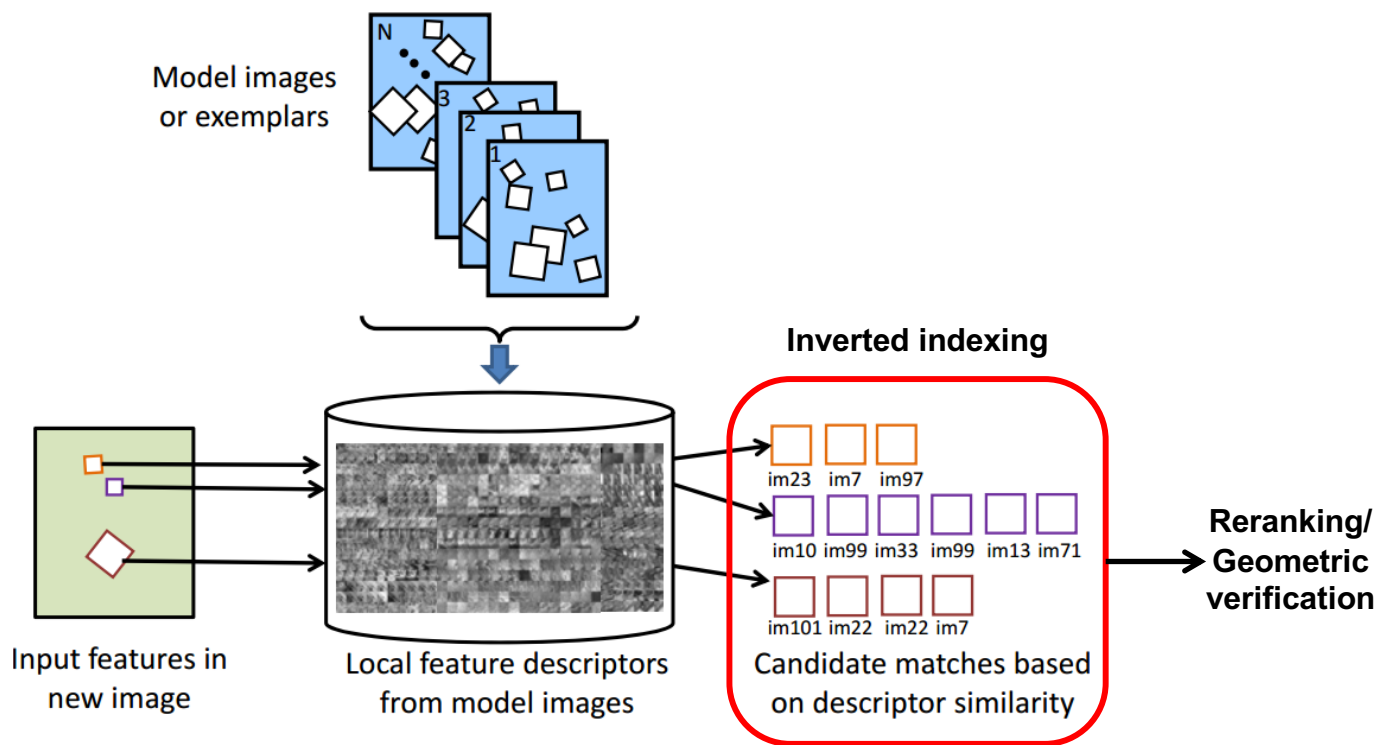 N
Model images
or exemplars
3
2
1
Inverted indexing
im23 im7 im97
im10 im99 im33 im99 im13 im71
im101 im22 im22 im7
Reranking/
Geometric
verification
Input features in
new image
Local feature descriptors
from model images
Candidate matches based
on descriptor similarity